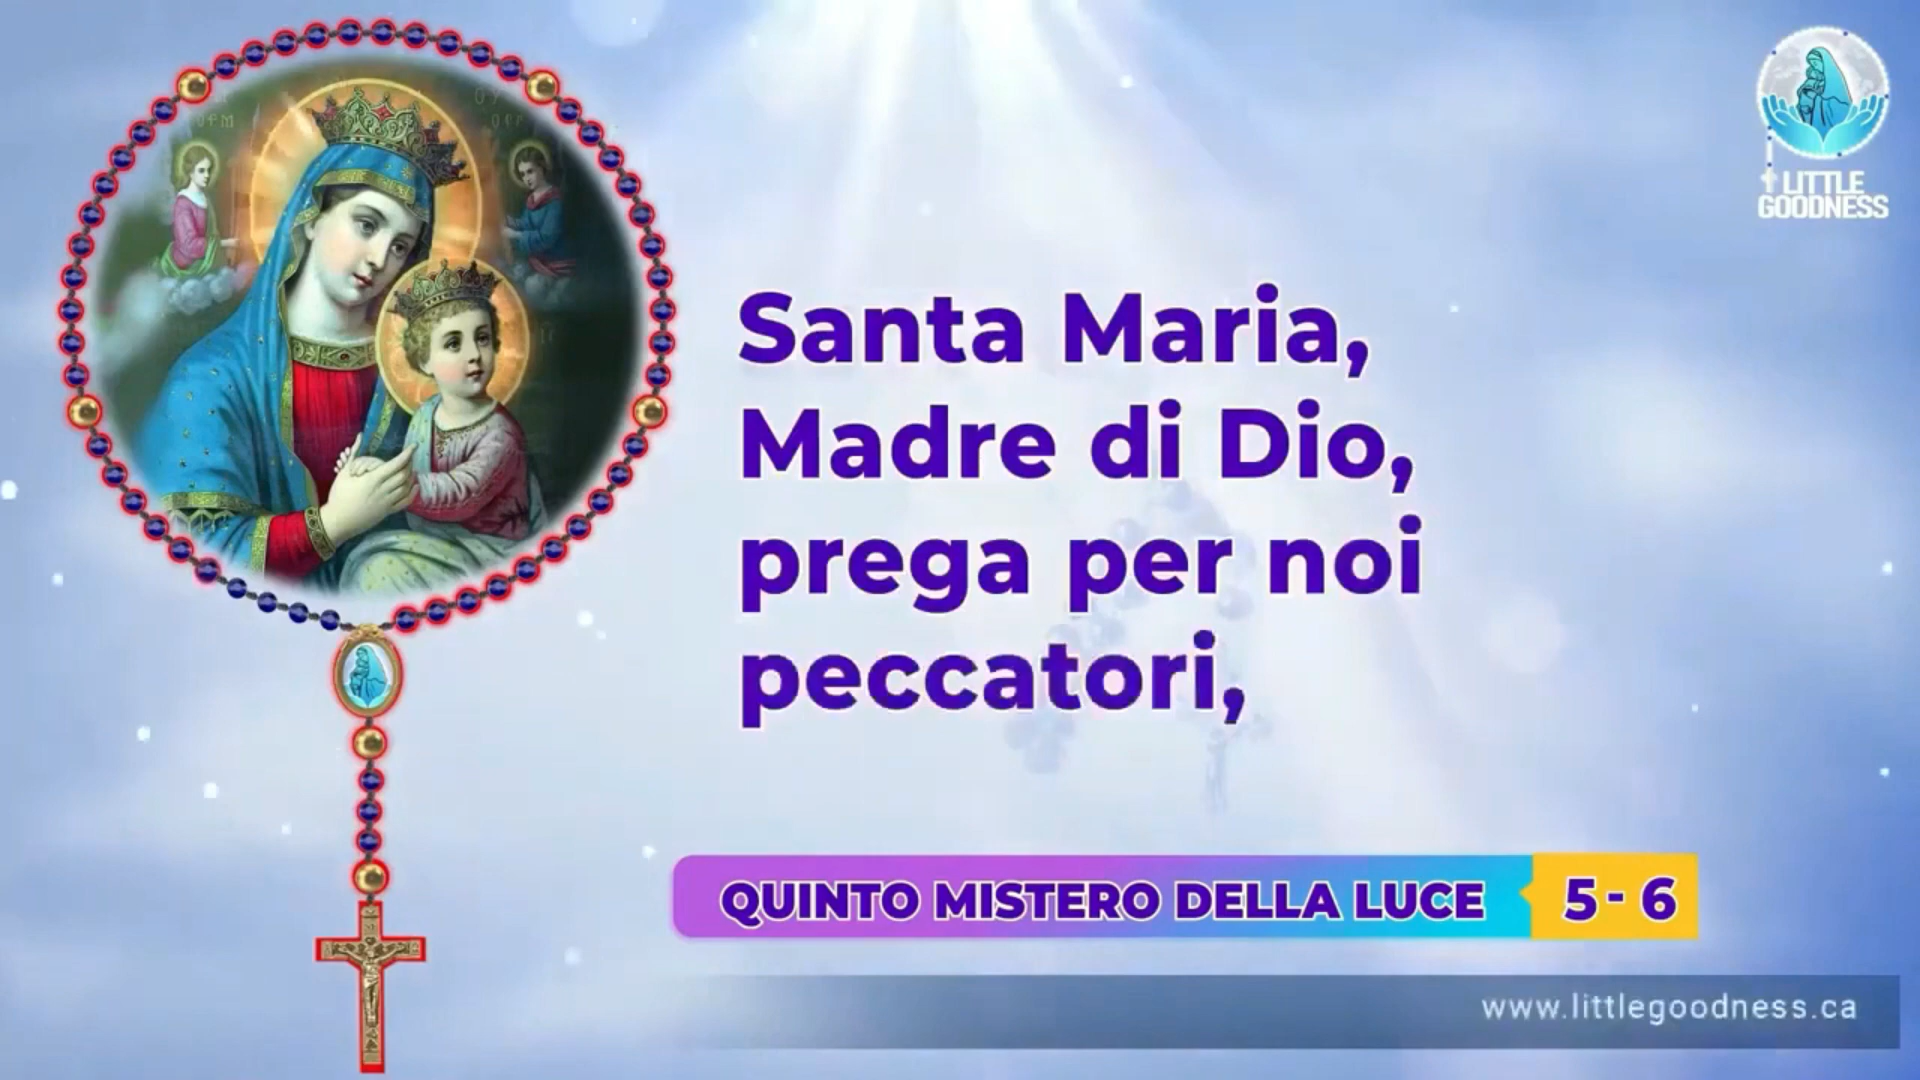 LITTLE
GOODNESS
Santa Maria,
Madre di Dio,
prega per noi
peccatori,
QUINTO MISTERO DELLA LUCE 5 - 6
www.littlegoodness.ca